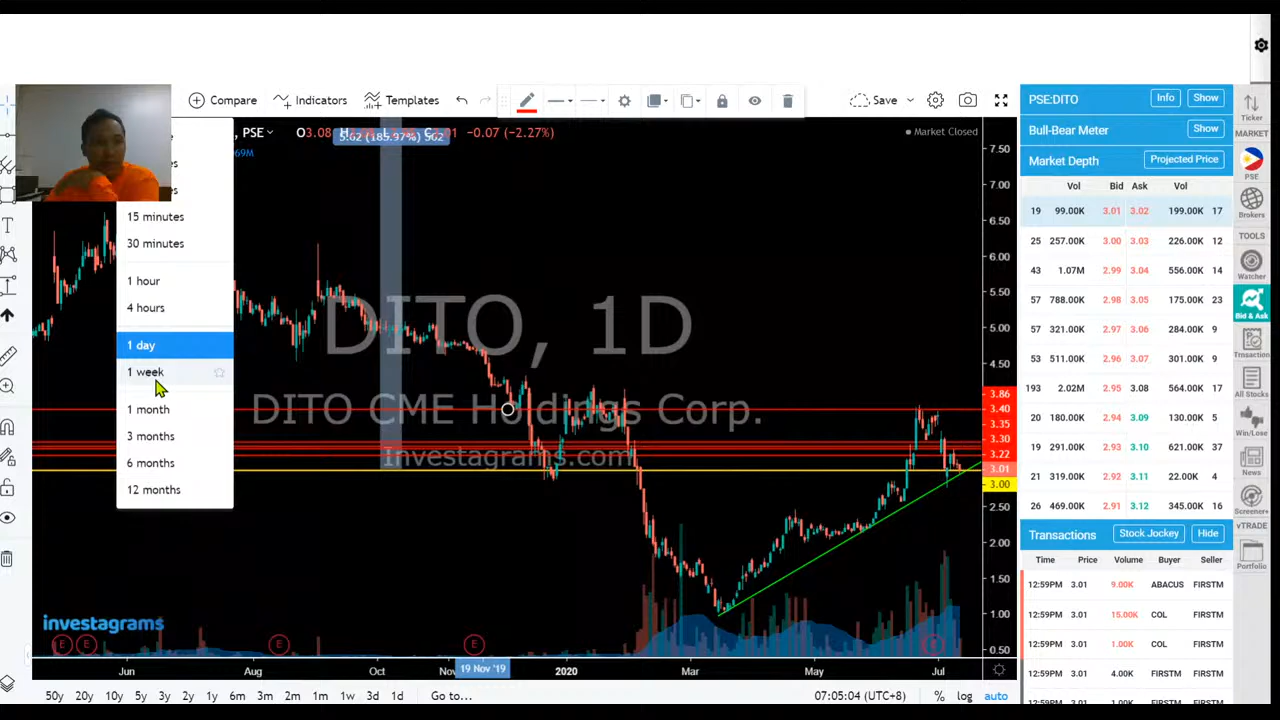 Compare
Indicators
Templates
Save
, PSE
O3.08 H L C 01 -0.07 (-2.27%)
Market Closed
69M
15 minutes
30 minutes
1 hour
4 hours
1 day
1 week
1 month
3 months
6 months
12 months
DITO, 1D
DITO CME Holdings Corp.
Investagrams.com
investagrams
E E E E
7.50
7.00
6.50
6.00
5.50
5.00
4.50
3.86
3.40
3.35
3.30
3.22
3.01
3.00
2.50
2.00
1.50
1.00
0.50
Jun Aug Oct Nov 19 Nov '19 2020 Mar May Jul
50y 20y 10y 5y 3y 2y 1y 6m 3m 2m 1m 1w 3d 1d Go to...
07:05:04 (UTC+8) % log auto
PSE:DITO Info Show
Bull-Bear Meter Show
Market Depth Projected Price
Vol Bid Ask Vol
19 99.00K 3.01 3.02 199.00K 17
25 257.00K 3.00 3.03 226.00K 12
43 1.07M 2.99 3.04 556.00K 14
57 788.00K 2.98 3.05 175.00K 23
57 321.00K 2.97 3.06 284.00K 9
53 511.00K 2.96 3.07 301.00K 9
193 2.02M 2.95 3.08 564.00K 17
20 180.00K 2.94 3.09 130.00K 5
19 291.00K 2.93 3.10 621.00K 37
21 319.00K 2.92 3.11 22.00K 4
26 469.00K 2.91 3.12 345.00K 16
Transactions Stock Jockey Hide
Time Price Volume Buyer Seller
12:59PM 3.01 9.00K ABACUS FIRSTM
12:59PM 3.01 15.00K COL FIRSTM
12:59PM 3.01 1.00K COL FIRSTM
12:59PM 3.01 4.00K FIRSTM FIRSTM
Ticker
MARKET
PSE
Brokers
TOOLS
Watcher
Bid & Ask
Trnsaction
All Stocks
Win/Lose
News
Screener+
vTRADE
Portfolio